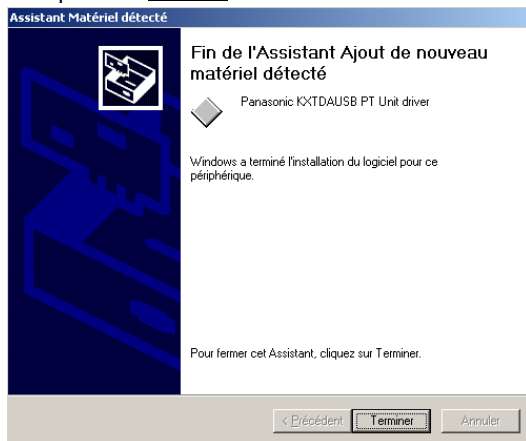 Assistant Matériel détecté
Fin de l'Assistant Ajout de nouveau
matériel détecté
Panasonic KXTDAUSB PT Unit driver
Windows a terminé l'installation du logiciel pour ce
périphérique.
Pour fermer cet Assistant, cliquez sur Terminer.
< Précédent Terminer Annuler